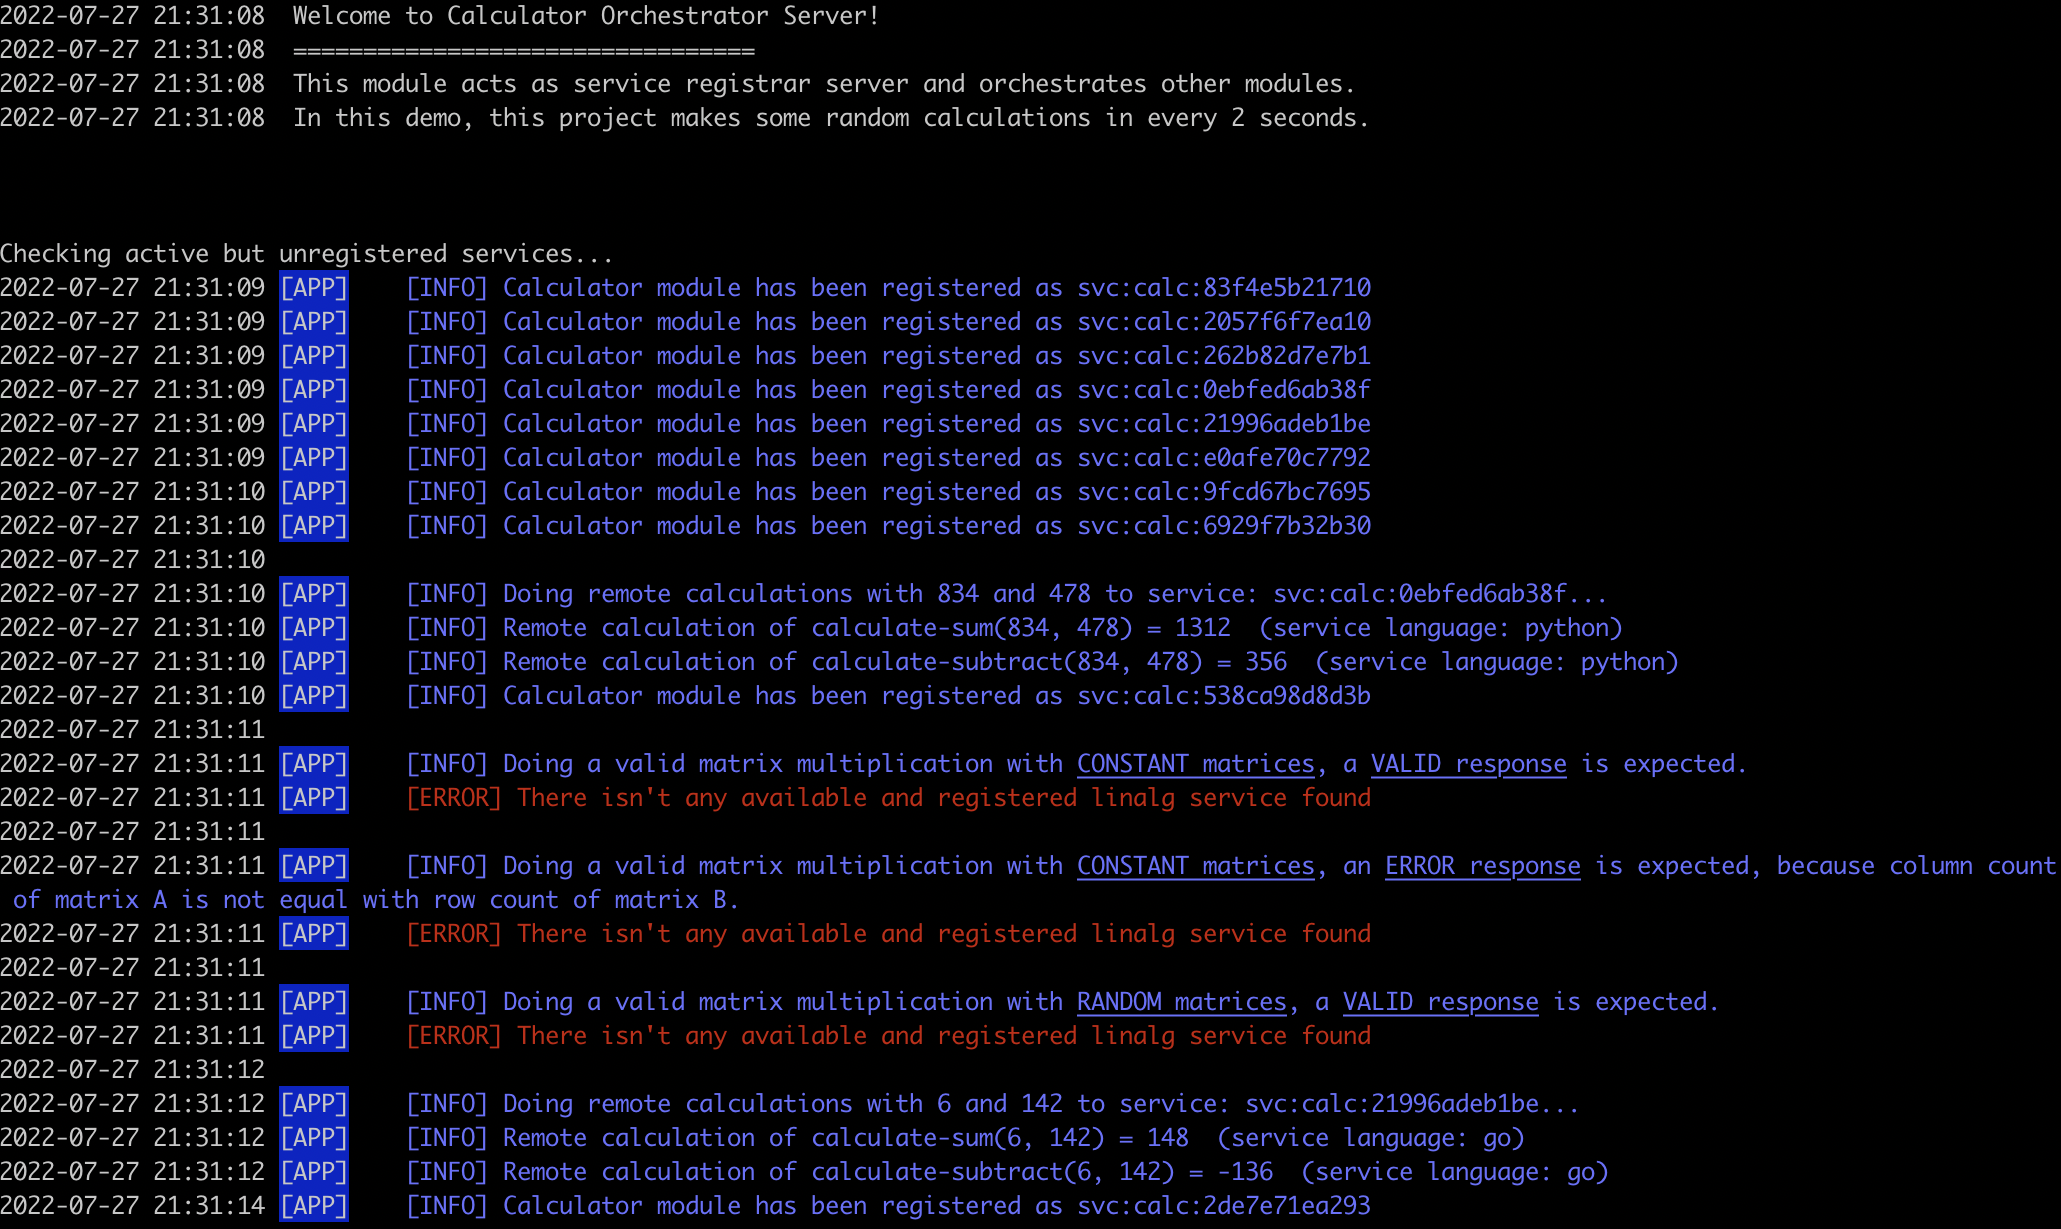 2022-07-27 21:31:08  Welcome to Calculator Orchestrator Server!
2022-07-27 21:31:08  =================================
2022-07-27 21:31:08  This module acts as service registrar server and orchestrates other modules.
2022-07-27 21:31:08  In this demo, this project makes some random calculations in every 2 seconds.
Checking active but unregistered services...
2022-07-27 21:31:09 [APP]    [INFO] Calculator module has been registered as svc:calc:83f4e5b21710
2022-07-27 21:31:09 [APP]    [INFO] Calculator module has been registered as svc:calc:2057f6f7ea10
2022-07-27 21:31:09 [APP]    [INFO] Calculator module has been registered as svc:calc:262b82d7e7b1
2022-07-27 21:31:09 [APP]    [INFO] Calculator module has been registered as svc:calc:0ebfed6ab38f
2022-07-27 21:31:09 [APP]    [INFO] Calculator module has been registered as svc:calc:21996adeb1be
2022-07-27 21:31:09 [APP]    [INFO] Calculator module has been registered as svc:calc:e0afe70c7792
2022-07-27 21:31:10 [APP]    [INFO] Calculator module has been registered as svc:calc:9fcd67bc7695
2022-07-27 21:31:10 [APP]    [INFO] Calculator module has been registered as svc:calc:6929f7b32b30
2022-07-27 21:31:10
2022-07-27 21:31:10 [APP]    [INFO] Doing remote calculations with 834 and 478 to service: svc:calc:0ebfed6ab38f...
2022-07-27 21:31:10 [APP]    [INFO] Remote calculation of calculate-sum(834, 478) = 1312  (service language: python)
2022-07-27 21:31:10 [APP]    [INFO] Remote calculation of calculate-subtract(834, 478) = 356  (service language: python)
2022-07-27 21:31:10 [APP]    [INFO] Calculator module has been registered as svc:calc:538ca98d8d3b
2022-07-27 21:31:11
2022-07-27 21:31:11 [APP]    [INFO] Doing a valid matrix multiplication with CONSTANT matrices, a VALID response is expected.
2022-07-27 21:31:11 [APP]    [ERROR] There isn't any available and registered linalg service found
2022-07-27 21:31:11
2022-07-27 21:31:11 [APP]    [INFO] Doing a valid matrix multiplication with CONSTANT matrices, an ERROR response is expected, because column count
of matrix A is not equal with row count of matrix B.
2022-07-27 21:31:11 [APP]    [ERROR] There isn't any available and registered linalg service found
2022-07-27 21:31:11
2022-07-27 21:31:11 [APP]    [INFO] Doing a valid matrix multiplication with RANDOM matrices, a VALID response is expected.
2022-07-27 21:31:11 [APP]    [ERROR] There isn't any available and registered linalg service found
2022-07-27 21:31:12
2022-07-27 21:31:12 [APP]    [INFO] Doing remote calculations with 6 and 142 to service: svc:calc:21996adeb1be...
2022-07-27 21:31:12 [APP]    [INFO] Remote calculation of calculate-sum(6, 142) = 148  (service language: go)
2022-07-27 21:31:12 [APP]    [INFO] Remote calculation of calculate-subtract(6, 142) = -136  (service language: go)
2022-07-27 21:31:14 [APP]    [INFO] Calculator module has been registered as svc:calc:2de7e71ea293